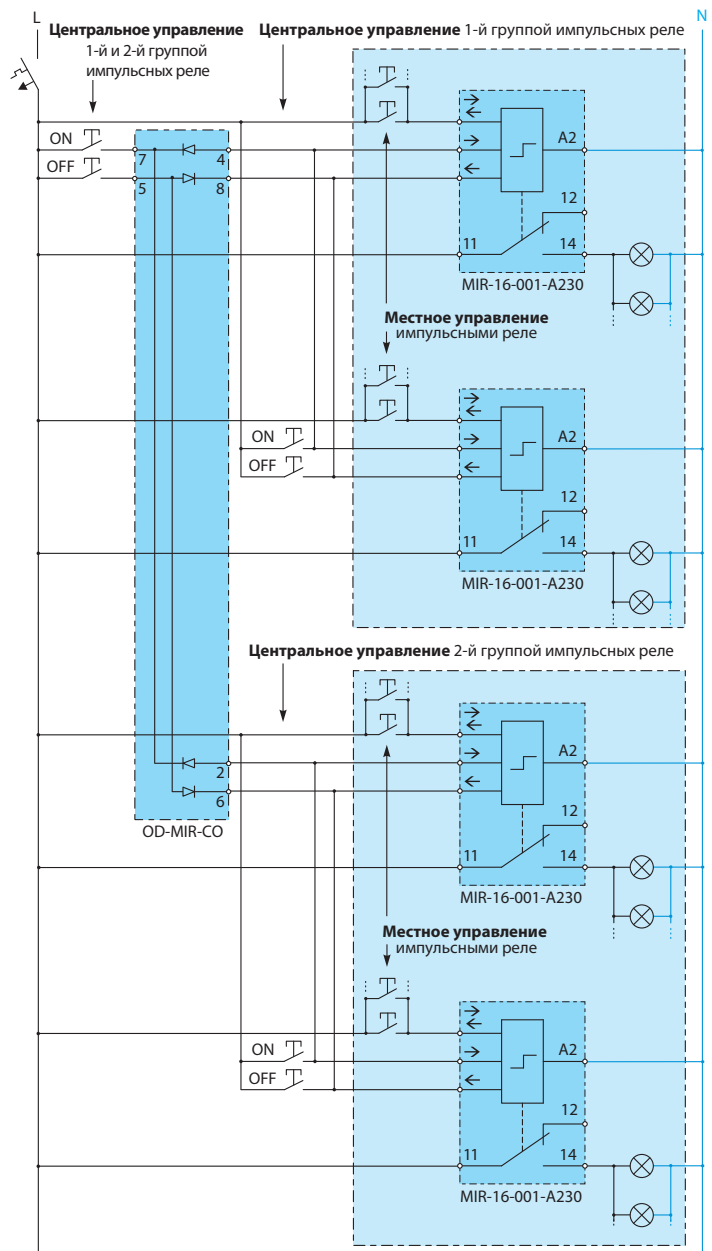 L
N
Центральное управление
1-й и 2-й группой
импульсных реле
Центральное управление 1-й группой импульсных реле
ON
OFF
7
4
5
8
A2
12
11
14
MIR-16-001-A230
Местное управление
импульсными реле
ON
OFF
A2
12
11
14
MIR-16-001-A230
Центральное управление 2-й группой импульсных реле
2
6
OD-MIR-CO
A2
12
11
14
MIR-16-001-A230
Местное управление
импульсными реле
ON
OFF
A2
12
11
14
MIR-16-001-A230